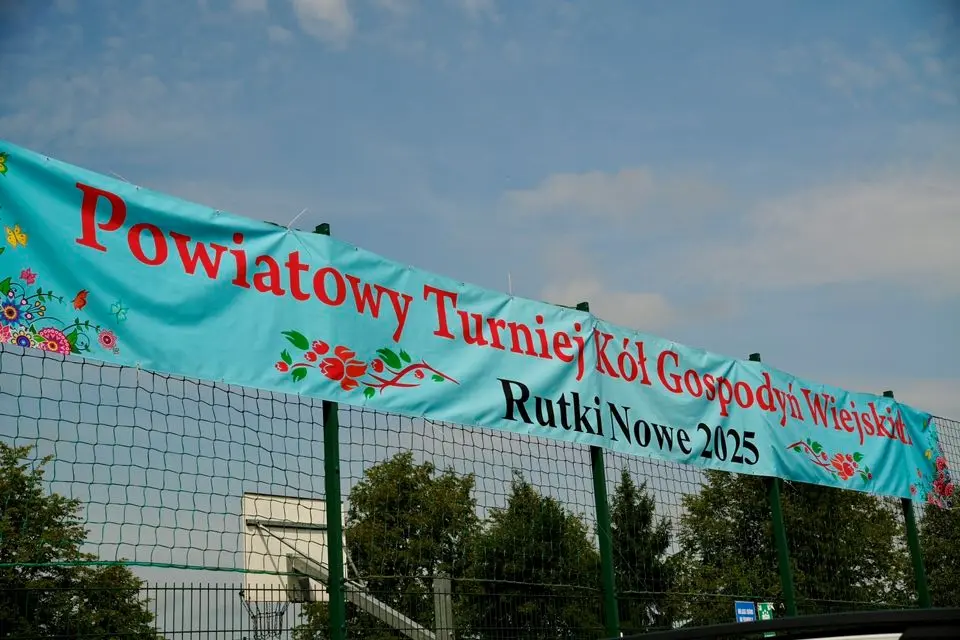 Powiatowy Turniej Kół Gospodyń Wiejskich
Rutki Nowe 2025